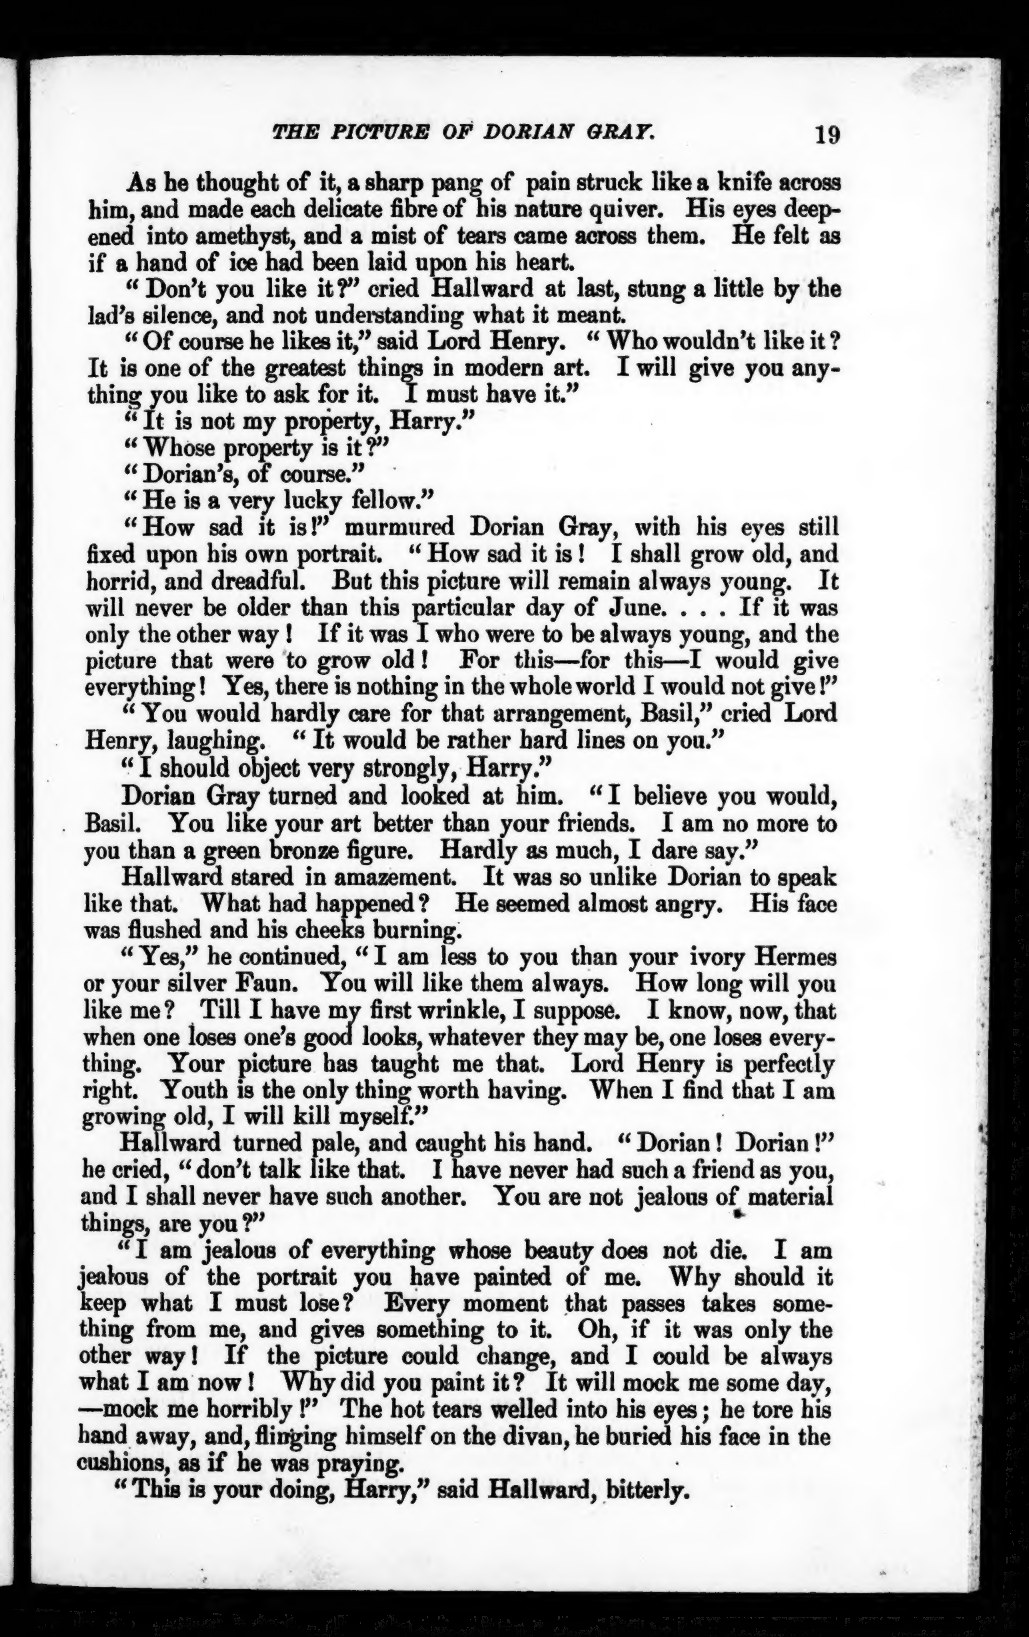 THE PICTURE OF DORIAN GRAY. 19
As he thought of it, a sharp pang of pain struck like a knife across
him, and made each delicate fibre of his nature quiver. His eyes deep-
ened into amethyst, and a mist of tears came across them. He felt as
if a hand of ice had been laid upon his heart.
“Don’t you like it?” cried Hallward at last, stung a little by the
lad’s silence, and not understanding what it meant.
“Of course he likes it,” said Lord Henry. “Who wouldn’t like it?
It is one of the greatest things in modern art. I will give you any-
thing you like to ask for it. I must have it.”
“It is not my property, Harry.”
“Whose property is it?”
“Dorian’s, of course.”
“He is a very lucky fellow.”
“How sad it is!” murmured Dorian Gray, with his eyes still
fixed upon his own portrait. “How sad it is! I shall grow old, and
horrid, and dreadful. But this picture will remain always young. It
will never be older than this particular day of June. . . . If it was
only the other way! If it was I who were to be always young, and the
picture that were to grow old! For this—for this—I would give
everything! Yes, there is nothing in the whole world I would not give!”
“You would hardly care for that arrangement, Basil,” cried Lord
Henry, laughing. “It would be rather hard lines on you.”
“I should object very strongly, Harry.”
Dorian Gray turned and looked at him. “I believe you would,
Basil. You like your art better than your friends. I am no more to
you than a green bronze figure. Hardly as much, I dare say.”
Hallward stared in amazement. It was so unlike Dorian to speak
like that. What had happened? He seemed almost angry. His face
was flushed and his cheeks burning.
“Yes,” he continued, “I am less to you than your ivory Hermes
or your silver Faun. You will like them always. How long will you
like me? Till I have my first wrinkle, I suppose. I know, now, that
when one loses one’s good looks, whatever they may be, one loses every-
thing. Your picture has taught me that. Lord Henry is perfectly
right. Youth is the only thing worth having. When I find that I am
growing old, I will kill myself.”
Hallward turned pale, and caught his hand. “Dorian! Dorian!”
he cried, “don’t talk like that. I have never had such a friend as you,
and I shall never have such another. You are not jealous of material
things, are you?”
“I am jealous of everything whose beauty does not die. I am
jealous of the portrait you have painted of me. Why should it
keep what I must lose? Every moment that passes takes some-
thing from me, and gives something to it. Oh, if it was only the
other way! If the picture could change, and I could be always
what I am now! Why did you paint it? It will mock me some day,
—mock me horribly!” The hot tears welled into his eyes; he tore his
hand away, and, flinging himself on the divan, he buried his face in the
cushions, as if he was praying.
“This is your doing, Harry,” said Hallward, bitterly.